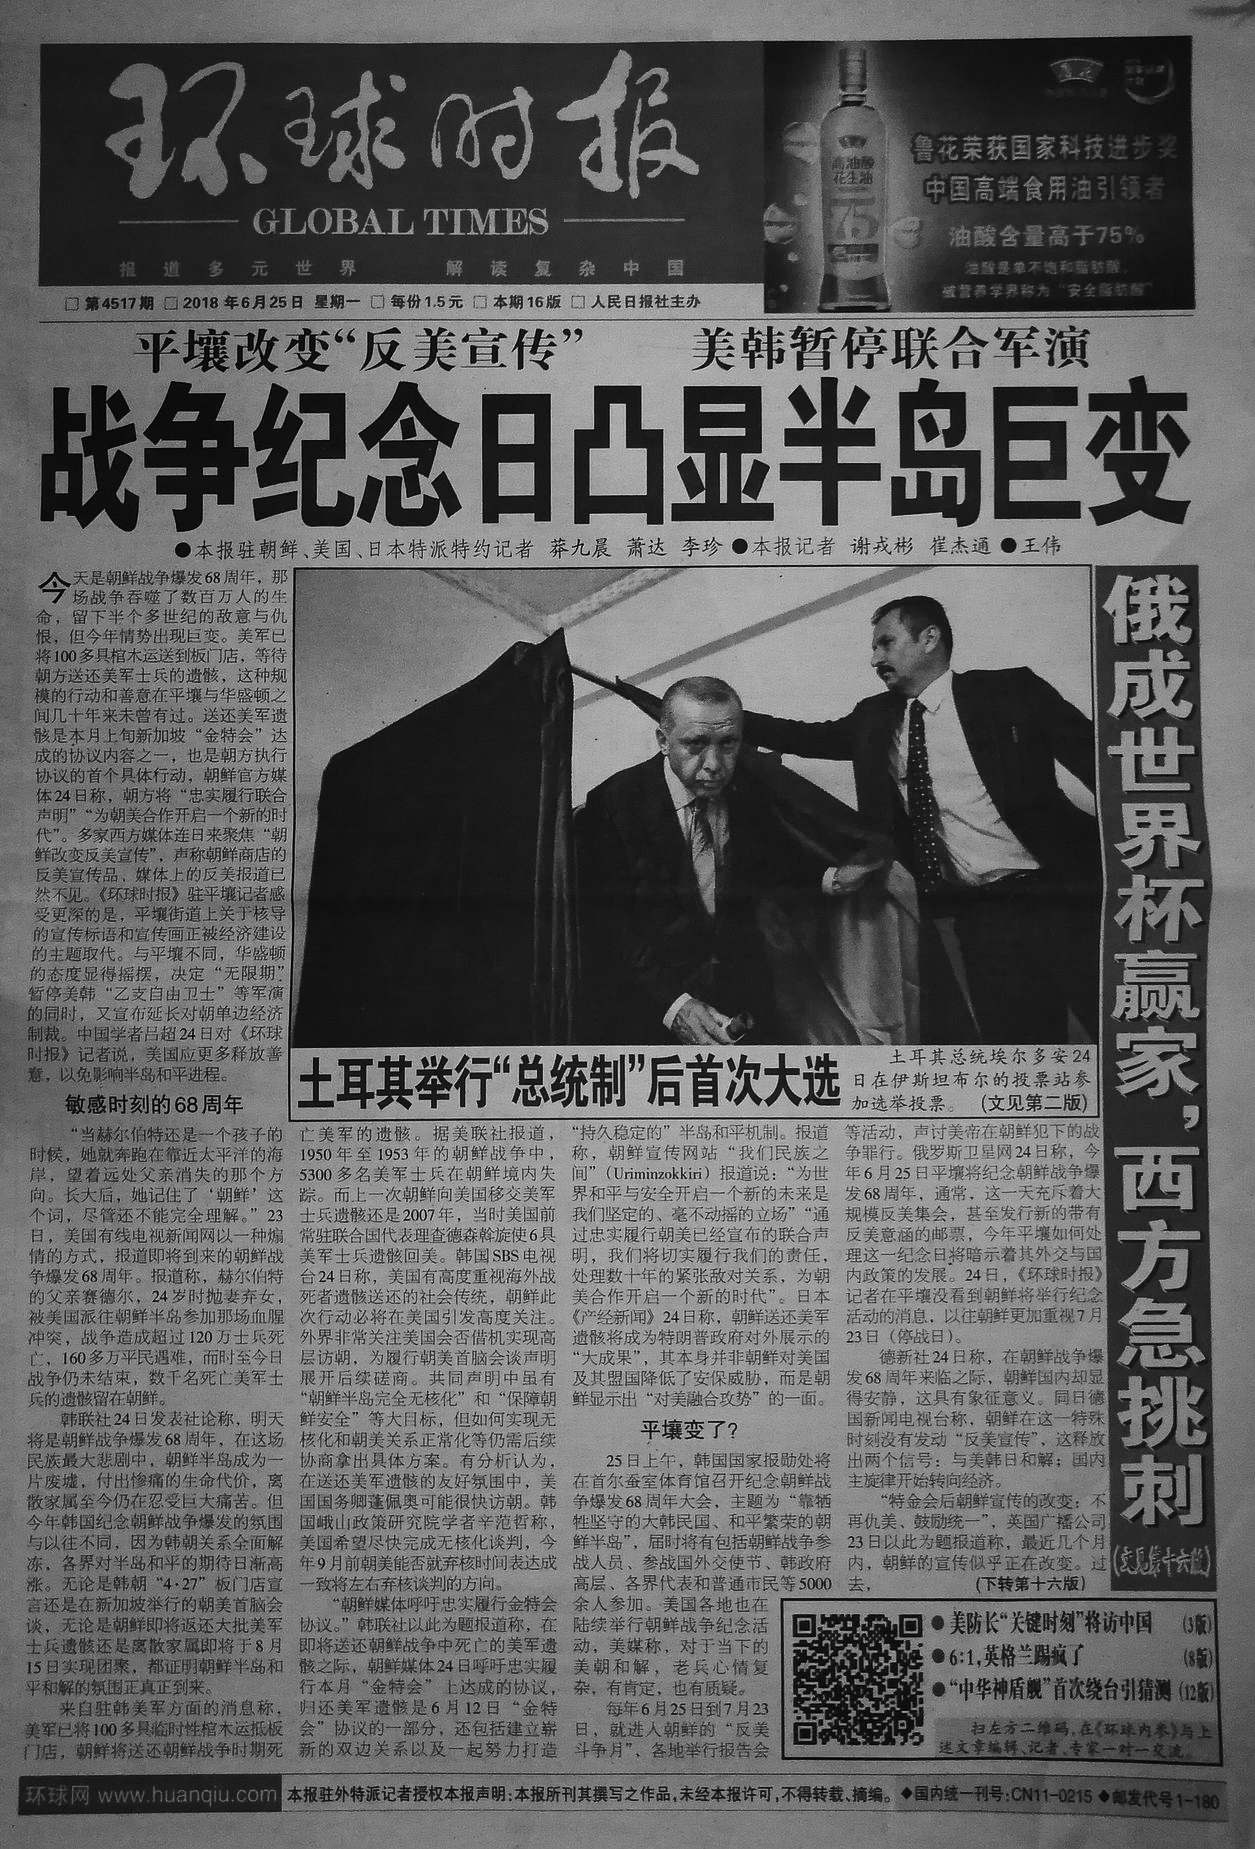 环球时报
GLOBAL TIMES
报道多元世界 解读复杂中国
鲁花荣获国家科技进步奖
中国高端食用油引领者
油酸含量高于75%
油酸是单不饱和脂肪酸,
被营养学界称为“安全脂肪酸”
高油酸
花生油
75
□ 第4517期 □ 2018年6月25日 星期一 □ 每份1.5元 □ 本期16版 □ 人民日报社主办
平壤改变“反美宣传” 美韩暂停联合军演
战争纪念日凸显半岛巨变
●本报驻朝鲜、美国、日本特派特约记者 莽九晨 萧达 李珍 ●本报记者 谢戎彬 崔杰通 ●王伟
今天是朝鲜战争爆发68周年，那
场战争吞噬了数百万人的生
命，留下半个多世纪的敌意与仇
恨，但今年情势出现巨变。美军已
将100多具棺木运送到板门店，等待
朝方送还美军士兵的遗骸，这种规
模的行动和善意在平壤与华盛顿之
间几十年来未曾有过。送还美军遗
骸是本月上旬新加坡“金特会”达
成的协议内容之一，也是朝方执行
协议的首个具体行动，朝鲜官方媒
体24日称，朝方将“忠实履行联合
声明”“为朝美合作开启一个新的时
代”。多家西方媒体连日来聚焦“朝
鲜改变反美宣传”，声称朝鲜商店的
反美宣传品、媒体上的反美报道已
然不见。《环球时报》驻平壤记者感
受更深的是，平壤街道上关于核导
的宣传标语和宣传画正被经济建设
的主题取代。与平壤不同，华盛顿
的态度显得摇摆，决定“无限期”
暂停美韩“乙支自由卫士”等军演
的同时，又宣布延长对朝单边经济
制裁。中国学者吕超24日对《环球
时报》记者说，美国应更多释放善
意，以免影响半岛和平进程。
敏感时刻的68周年
“当赫尔伯特还是一个孩子的
时候，她就奔跑在靠近太平洋的海
岸，望着远处父亲消失的那个方
向。长大后，她记住了‘朝鲜’这
个词，尽管还不能完全理解。”23
日，美国有线电视新闻网以一种煽
情的方式，报道即将到来的朝鲜战
争爆发68周年。报道称，赫尔伯特
的父亲赛德尔，24岁时抛妻弃女，
被美国派往朝鲜半岛参加那场血腥
冲突，战争造成超过120万士兵死
亡，160多万平民遇难，而时至今日
战争仍未结束，数千名死亡美军士
兵的遗骸留在朝鲜。
韩联社24日发表社论称，明天
将是朝鲜战争爆发68周年，在这场
民族最大悲剧中，朝鲜半岛成为一
片废墟，付出惨痛的生命代价，离
散家属至今仍在忍受巨大痛苦。但
今年韩国纪念朝鲜战争爆发的氛围
与以往不同，因为韩朝关系全面解
冻，各界对半岛和平的期待日渐高
涨。无论是韩朝“4·27”板门店宣
言还是在新加坡举行的朝美首脑会
谈，无论是朝鲜即将返还大批美军
士兵遗骸还是离散家属即将于8月
15日实现团聚，都证明朝鲜半岛和
平和解的氛围正真正到来。
来自驻韩美军方面的消息称，
美军已将100多具临时性棺木运抵板
门店，朝鲜将送还朝鲜战争时期死
土耳其举行“总统制”后首次大选
土耳其总统埃尔多安24
日在伊斯坦布尔的投票站参
加选举投票。 (文见第二版)
亡美军的遗骸。据美联社报道，
1950年至1953年的朝鲜战争中，
5300多名美军士兵在朝鲜境内失
踪。而上一次朝鲜向美国移交美军
士兵遗骸还是2007年，当时美国前
常驻联合国代表理查德森斡旋使6具
美军士兵遗骸回美。韩国SBS电视
台24日称，美国有高度重视海外战
死者遗骸送还的社会传统，朝鲜此
次行动必将在美国引发高度关注。
外界非常关注美国会否借机实现高
层访朝，为履行朝美首脑会谈声明
展开后续磋商。共同声明中虽有
“朝鲜半岛完全无核化”和“保障朝
鲜安全”等大目标，但如何实现无
核化和朝美关系正常化等仍需后续
协商拿出具体方案。有分析认为，
在送还美军遗骸的友好氛围中，美
国国务卿蓬佩奥可能很快访朝。韩
国峨山政策研究院学者辛范哲称，
美国希望尽快完成无核化谈判，今
年9月前朝美能否就弃核时间表达成
一致将左右弃核谈判的方向。
“朝鲜媒体呼吁忠实履行金特会
协议。”韩联社以此为题报道称，在
即将送还朝鲜战争中死亡的美军遗
骸之际，朝鲜媒体24日呼吁忠实履
行本月“金特会”上达成的协议，
归还美军遗骸是6月12日“金特
会”协议的一部分，还包括建立崭
新的双边关系以及一起努力打造
“持久稳定的”半岛和平机制。报道
称，朝鲜宣传网站“我们民族之
间”（Uriminzokkiri）报道说：“为世
界和平与安全开启一个新的未来是
我们坚定的、毫不动摇的立场”“通
过忠实履行朝美已经宣布的联合声
明，我们将切实履行我们的责任，
处理数十年的紧张敌对关系，为朝
美合作开启一个新的时代”。日本
《产经新闻》24日称，朝鲜送还美军
遗骸将成为特朗普政府对外展示的
“大成果”，其本身并非朝鲜对美国
及其盟国降低了安保威胁，而是朝
鲜显示出“对美融合攻势”的一面。
平壤变了？
25日上午，韩国国家报勋处将
在首尔蚕室体育馆召开纪念朝鲜战
争爆发68周年大会，主题为“靠牺
牲坚守的大韩民国、和平繁荣的朝
鲜半岛”，届时将有包括朝鲜战争参
战人员、参战国外交使节、韩政府
高层、各界代表和普通市民等5000
余人参加。美国各地也在
陆续举行朝鲜战争纪念活
动，美媒称，对于当下的
美朝和解，老兵心情复
杂，有肯定，也有质疑。
每年6月25日到7月23
日，就进入朝鲜的“反美
斗争月”，各地举行报告会
等活动，声讨美帝在朝鲜犯下的战
争罪行。俄罗斯卫星网24日称，今
年6月25日平壤将纪念朝鲜战争爆
发68周年，通常，这一天充斥着大
规模反美集会，甚至发行新的带有
反美意涵的邮票，今年平壤如何处
理这一纪念日将暗示着其外交与国
内政策的发展。24日，《环球时报》
记者在平壤没看到朝鲜将举行纪念
活动的消息，以往朝鲜更加重视7月
23日（停战日）。
德新社24日称，在朝鲜战争爆
发68周年来临之际，朝鲜国内却显
得安静，这具有象征意义。同日德
国新闻电视台称，朝鲜在这一特殊
时刻没有发动“反美宣传”，这释放
出两个信号：与美韩日和解；国内
主旋律开始转向经济。
“特金会后朝鲜宣传的改变：不
再仇美、鼓励统一”，英国广播公司
23日以此为题报道称，最近几个月
内，朝鲜的宣传似乎正在改变。过
去， (下转第十六版)
俄成世界杯赢家，西方急挑刺
(文见第十六版)
●美防长“关键时刻”将访中国 (3版)
●6:1,英格兰踢疯了 (8版)
●“中华神盾舰”首次绕台引猜测 (12版)
扫左方二维码,在《环球内参》与上
述文章编辑、记者、专家一对一交流。
环球网 www.huanqiu.com 本报驻外特派记者授权本报声明:本报所刊其撰写之作品,未经本报许可,不得转载、摘编。 ◆国内统一刊号:CN11-0215 ◆邮发代号1-180